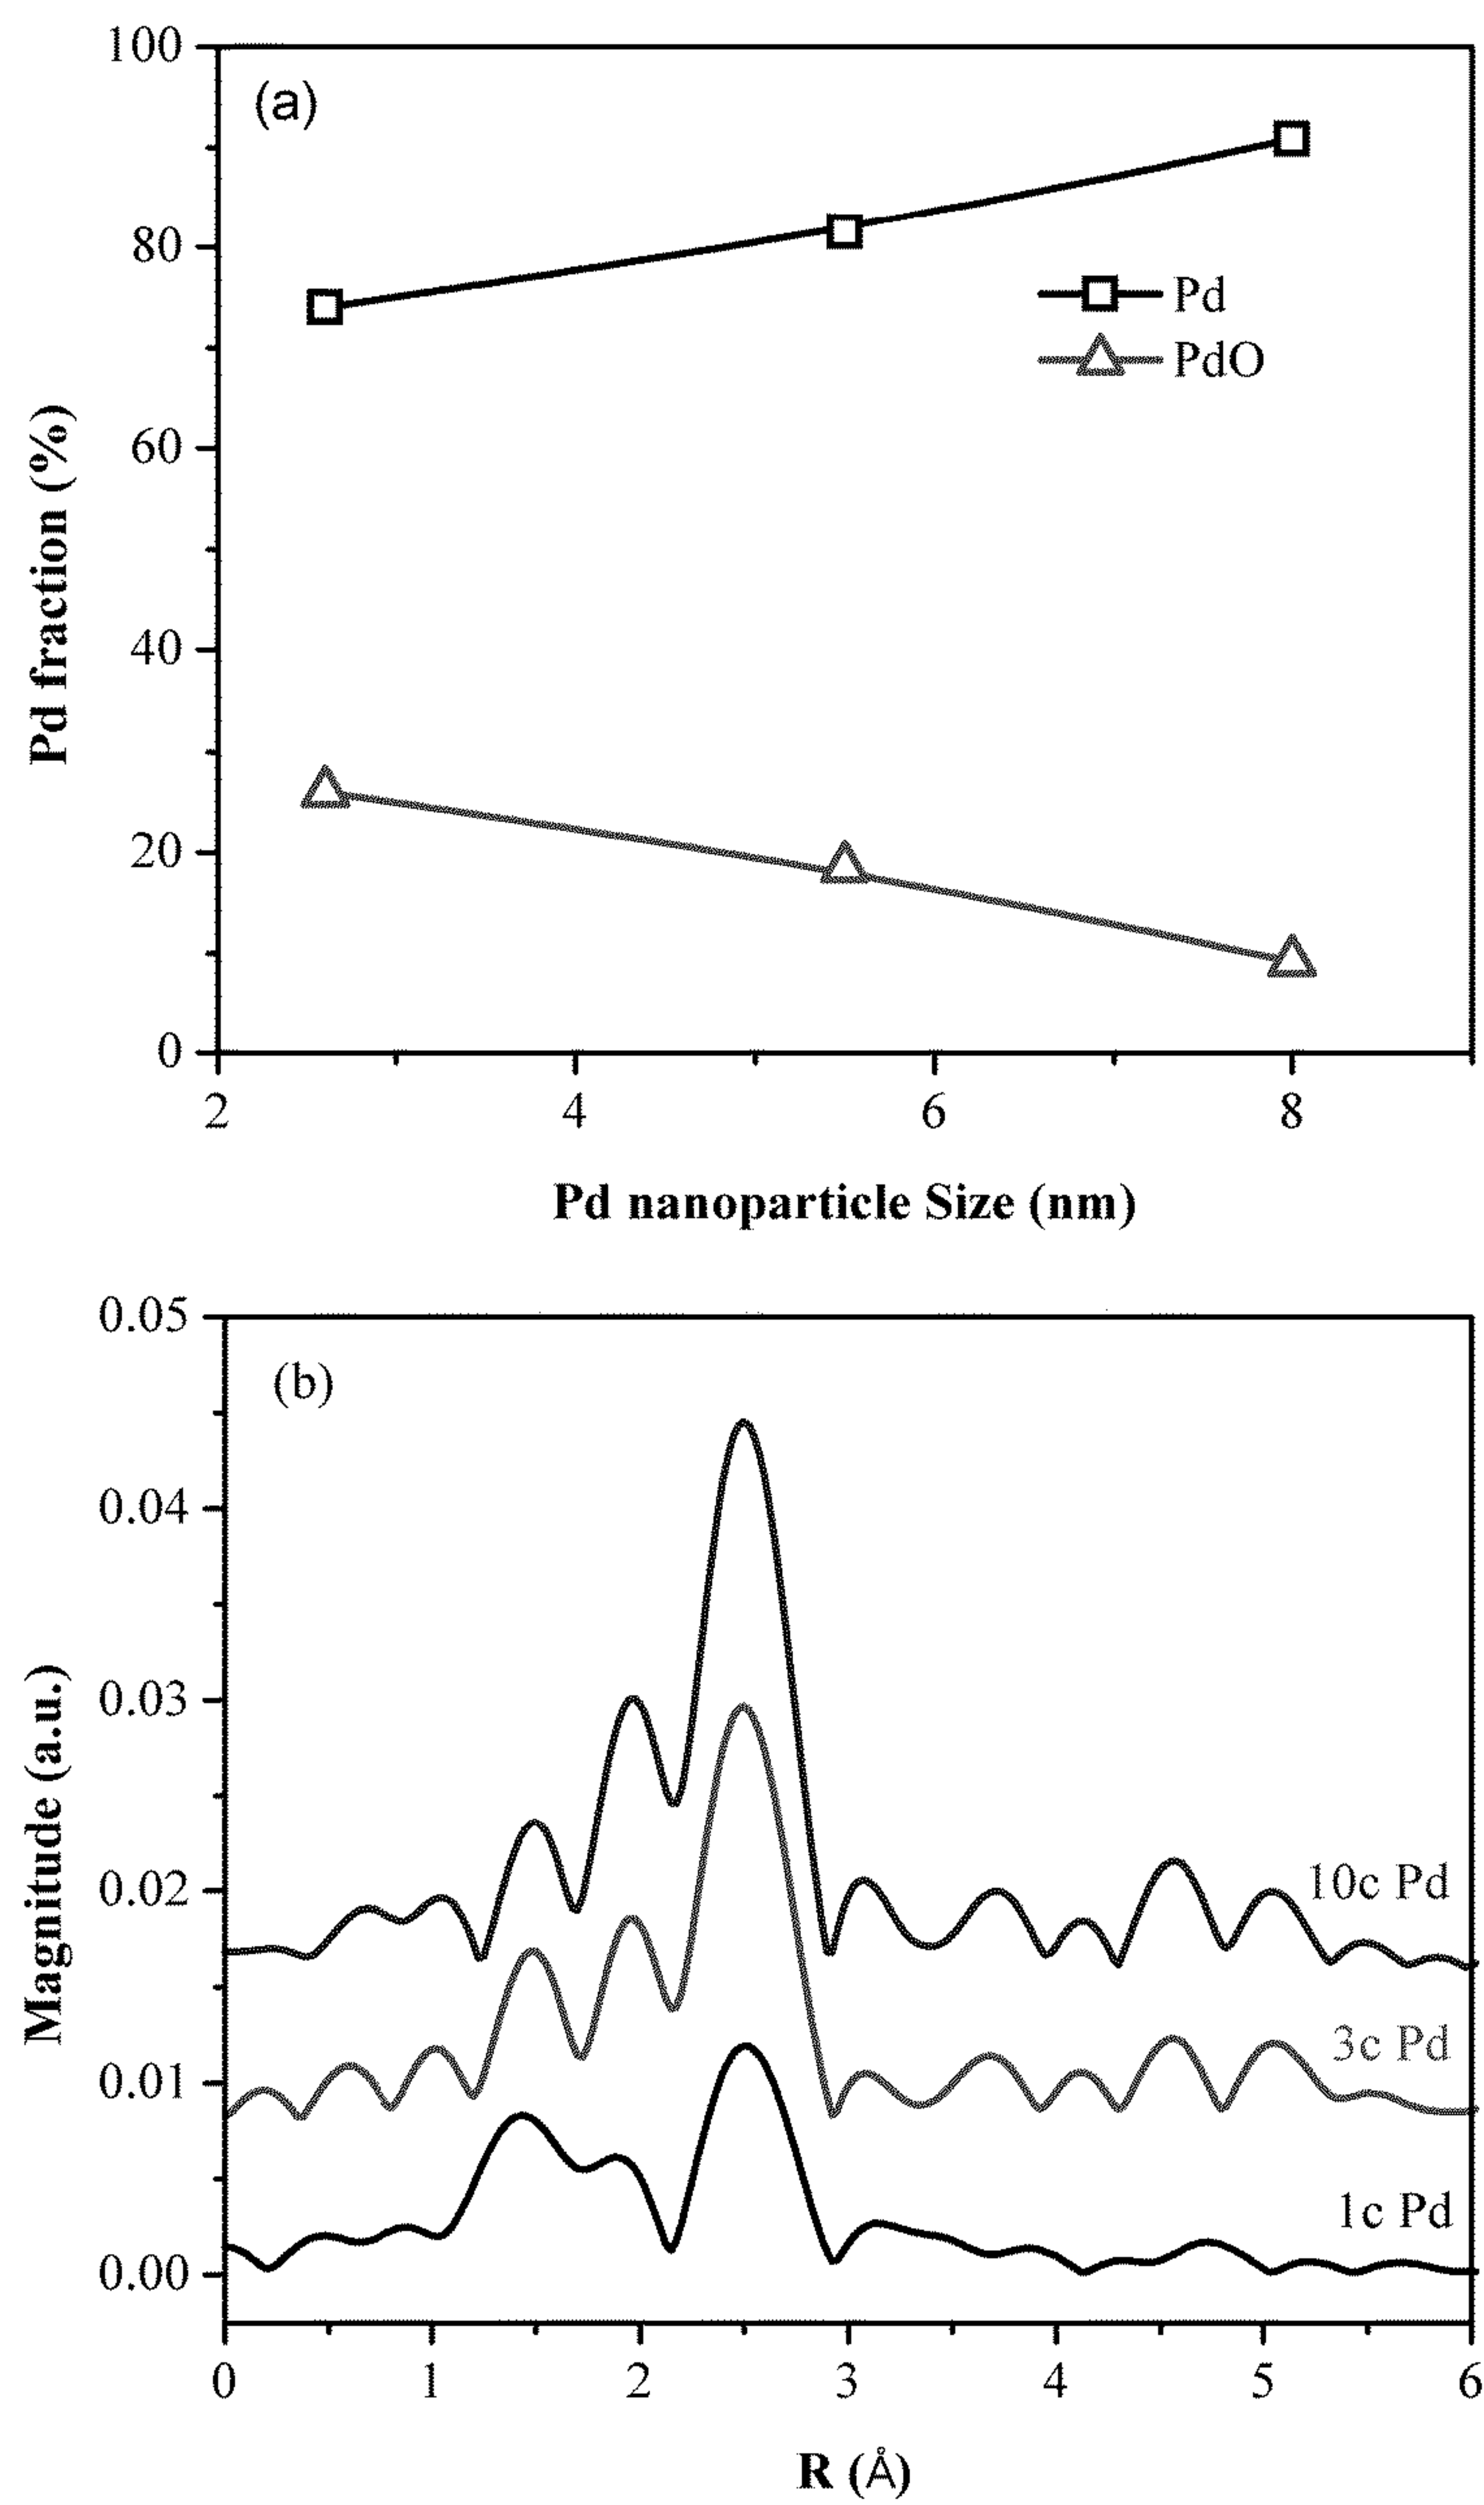 100
(a)
80
Pd
PdO
60
40
20
0
2 4 6 8
Pd fraction (%)
Pd nanoparticle Size (nm)
0.05
(b)
0.04
0.03
0.02
10c Pd
3c Pd
0.01
1c Pd
0.00
0 1 2 3 4 5 6
Magnitude (a.u.)
R (Å)